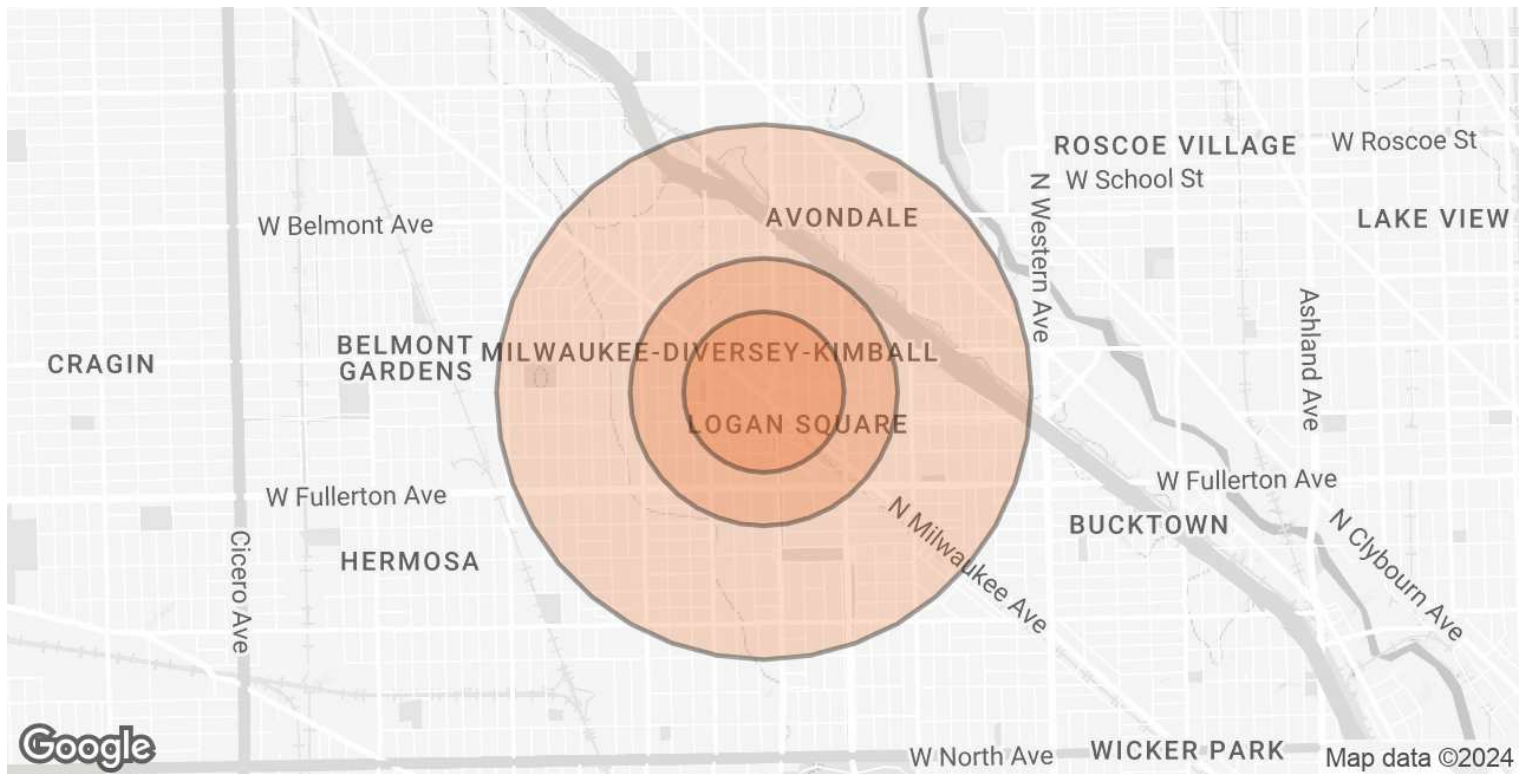 ROSCOE VILLAGE
W Roscoe St
W School St
W Belmont Ave
AVONDALE
LAKE VIEW
N Western Ave
CRAGIN
BELMONT
GARDENS
MILWAUKEE-DIVERSEY-KIMBALL
Ashland Ave
LOGAN SQUARE
W Fullerton Ave
W Fullerton Ave
N Milwaukee Ave
BUCKTOWN
N Clybourn Ave
HERMOSA
Cicero Ave
Google
W North Ave
WICKER PARK
Map data ©2024